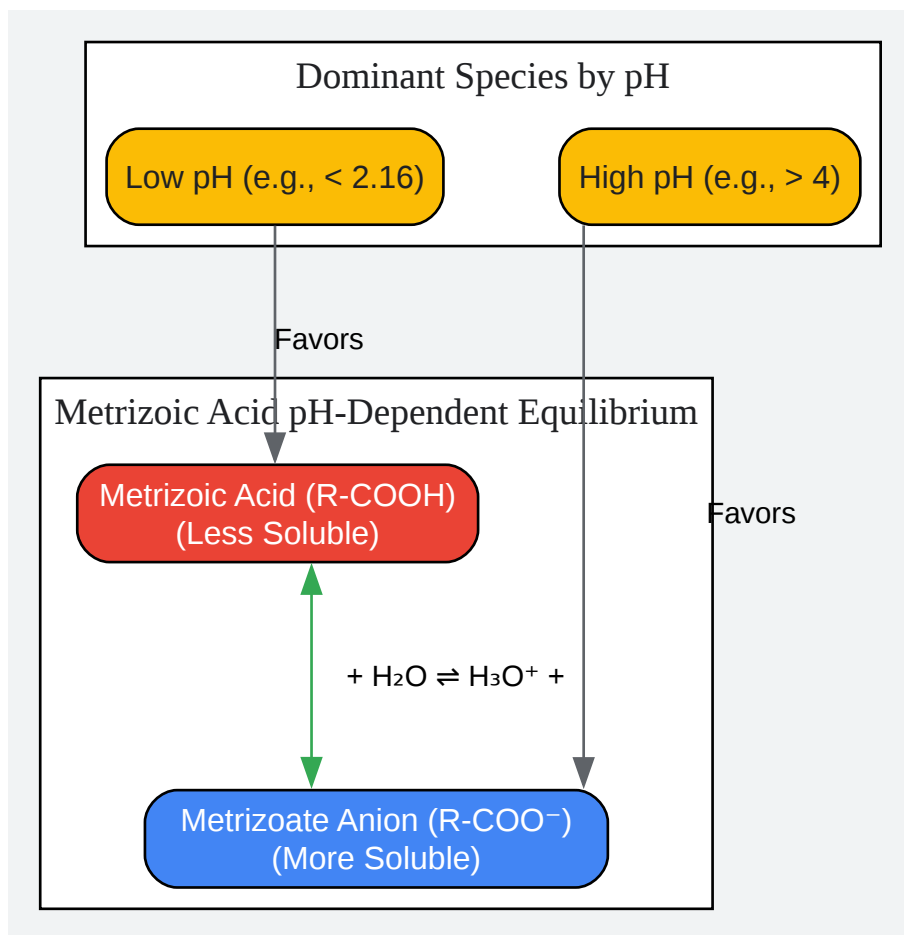 Dominant Species by pH
Low pH (e.g., < 2.16)
High pH (e.g., > 4)
Favors
Metrizoic Acid pH-Dependent Equilibrium
Metrizoic Acid (R-COOH)
(Less Soluble)
Favors
+ H₂O ⇌ H₃O⁺ +
Metrizoate Anion (R-COO⁻)
(More Soluble)